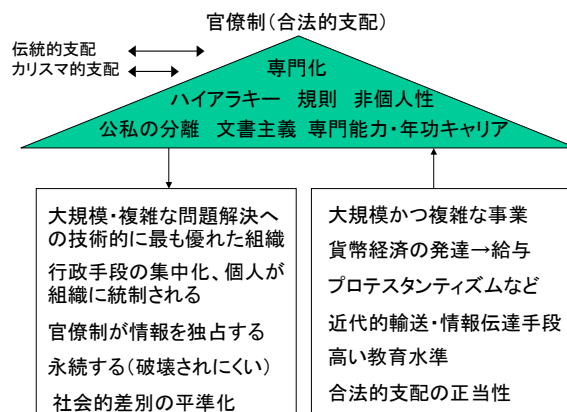 官僚制(合法的支配)
伝統的支配
カリスマ的支配
専門化
ハイアラキー 規則 非個人性
公私の分離 文書主義 専門能力・年功キャリア
大規模・複雑な問題解決へ
の技術的に最も優れた組織
行政手段の集中化、個人が
組織に統制される
官僚制が情報を独占する
永続する(破壊されにくい)
社会的差別の平準化
大規模かつ複雑な事業
貨幣経済の発達→給与
プロテスタンティズムなど
近代的輸送・情報伝達手段
高い教育水準
合法的支配の正当性